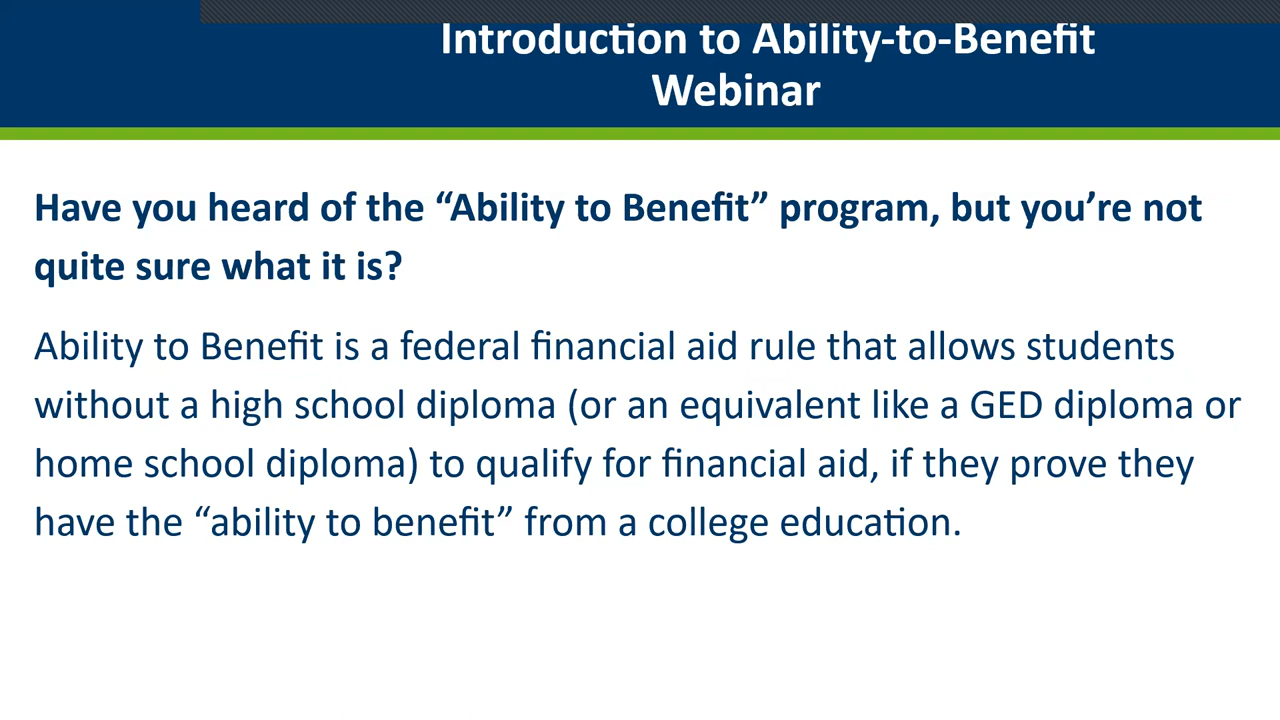 Introduction to Ability-to-Benefit
Webinar
Have you heard of the “Ability to Benefit” program, but you’re not
quite sure what it is?
Ability to Benefit is a federal financial aid rule that allows students
without a high school diploma (or an equivalent like a GED diploma or
home school diploma) to qualify for financial aid, if they prove they
have the “ability to benefit” from a college education.